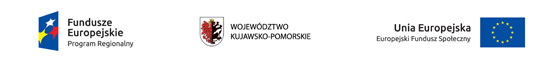 Fundusze
Europejskie
Program Regionalny
WOJEWÓDZTWO
KUJAWSKO-POMORSKIE
Unia Europejska
Europejski Fundusz Społeczny